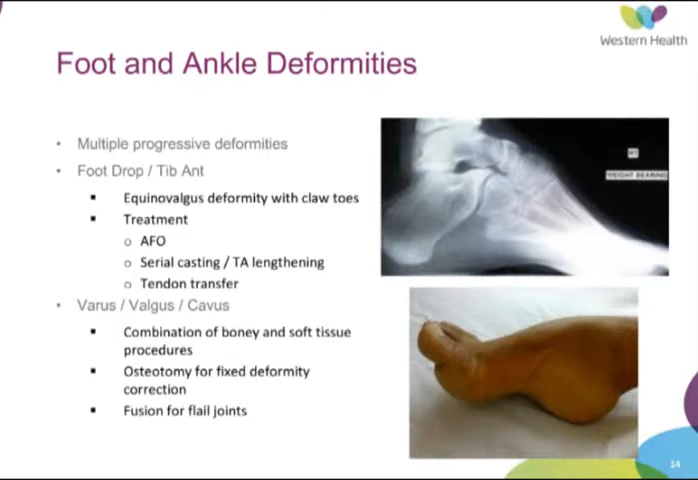 Western Health
Foot and Ankle Deformities
• Multiple progressive deformities
• Foot Drop / Tib Ant
▪ Equinovalgus deformity with claw toes
▪ Treatment
o AFO
o Serial casting / TA lengthening
o Tendon transfer
• Varus / Valgus / Cavus
▪ Combination of boney and soft tissue
procedures
▪ Osteotomy for fixed deformity
correction
▪ Fusion for flail joints
WEIGHT BEARING
14